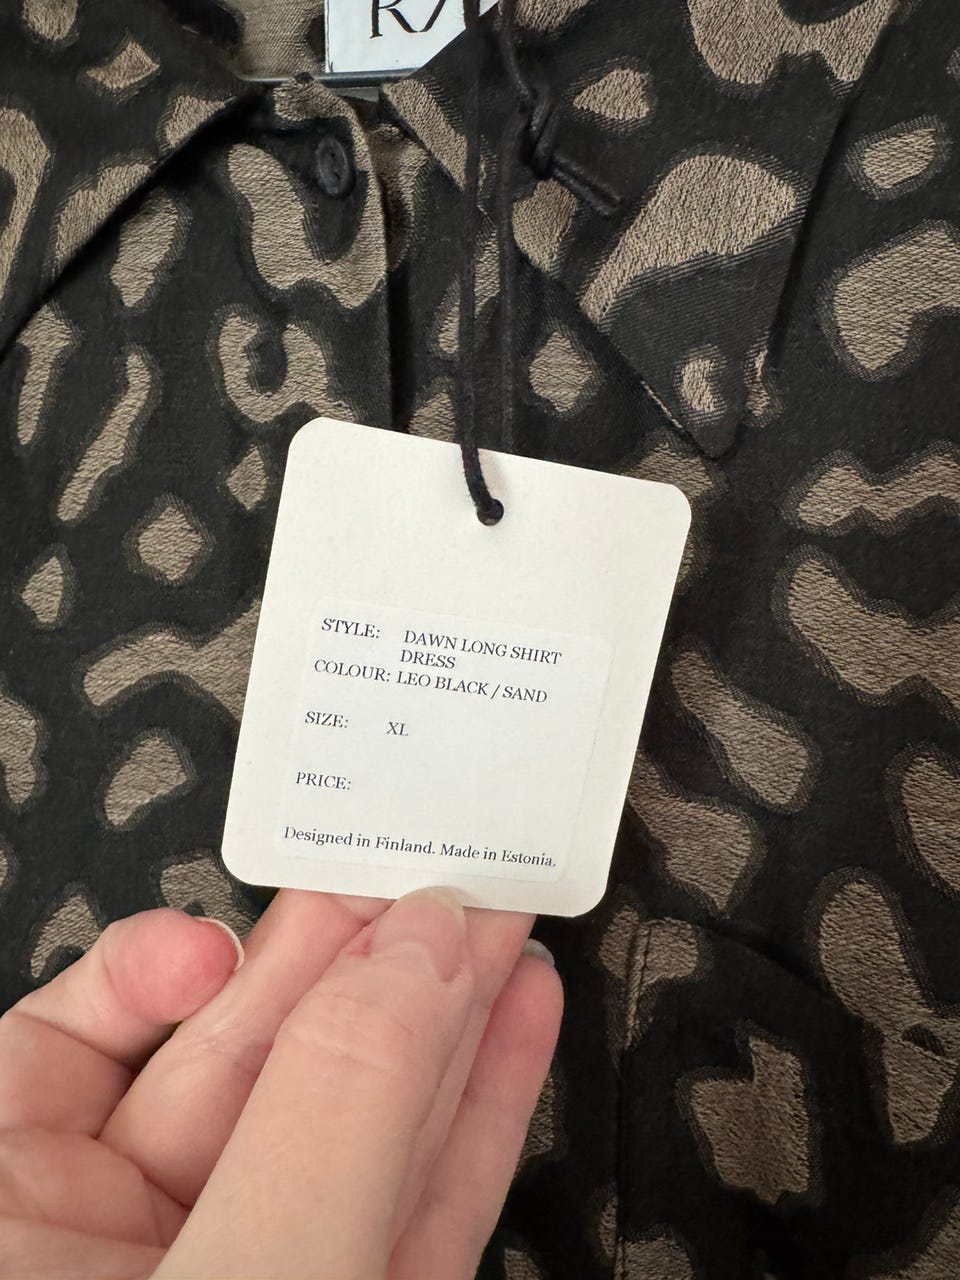 STYLE: DAWN LONG SHIRT
DRESS
COLOUR: LEO BLACK / SAND
SIZE: XL
PRICE:
Designed in Finland. Made in Estonia.